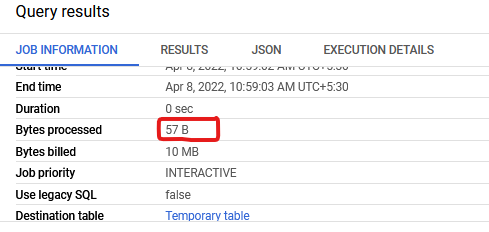 Query results
JOB INFORMATION RESULTS JSON EXECUTION DETAILS
Start time Apr 8, 2022, 10:59:02 AM UTC+5:30
End time Apr 8, 2022, 10:59:03 AM UTC+5:30
Duration 0 sec
Bytes processed 57 B
Bytes billed 10 MB
Job priority INTERACTIVE
Use legacy SQL false
Destination table Temporary table